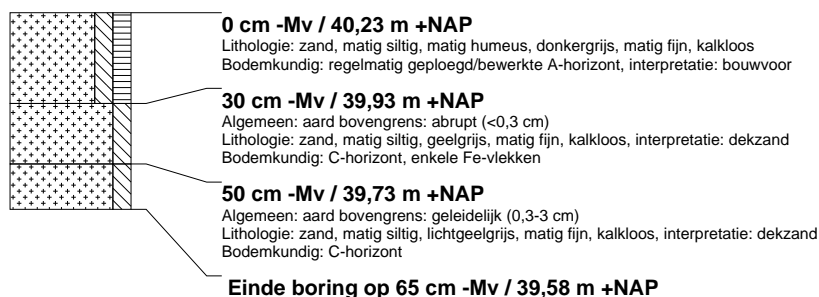 0 cm -Mv / 40,23 m +NAP
Lithologie: zand, matig siltig, matig humeus, donkergrijs, matig fijn, kalkloos
Bodemkundig: regelmatig geploegd/bewerkte A-horizont, interpretatie: bouwvoor
30 cm -Mv / 39,93 m +NAP
Algemeen: aard bovengrens: abrupt (<0,3 cm)
Lithologie: zand, matig siltig, geelgrijs, matig fijn, kalkloos, interpretatie: dekzand
Bodemkundig: C-horizont, enkele Fe-vlekken
50 cm -Mv / 39,73 m +NAP
Algemeen: aard bovengrens: geleidelijk (0,3-3 cm)
Lithologie: zand, matig siltig, lichtgeelgrijs, matig fijn, kalkloos, interpretatie: dekzand
Bodemkundig: C-horizont
Einde boring op 65 cm -Mv / 39,58 m +NAP